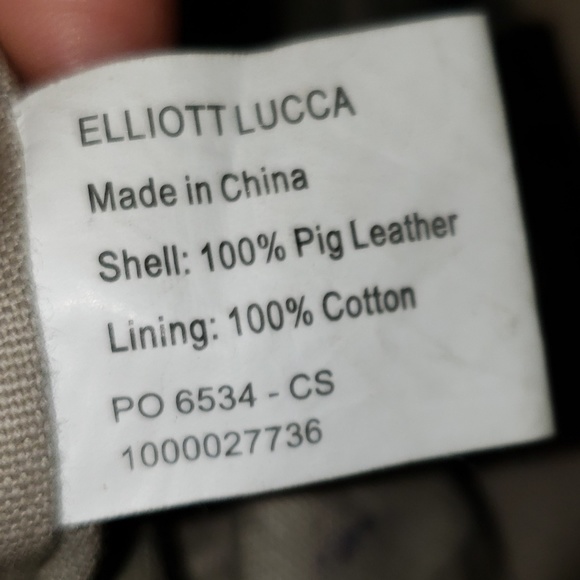 ELLIOTT LUCCA
Made in China
Shell: 100% Pig Leather
Lining: 100% Cotton
PO 6534 - CS
1000027736